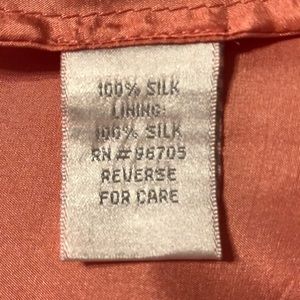 100% SILK
LINING:
100% SILK
RN#96705
REVERSE
FOR CARE